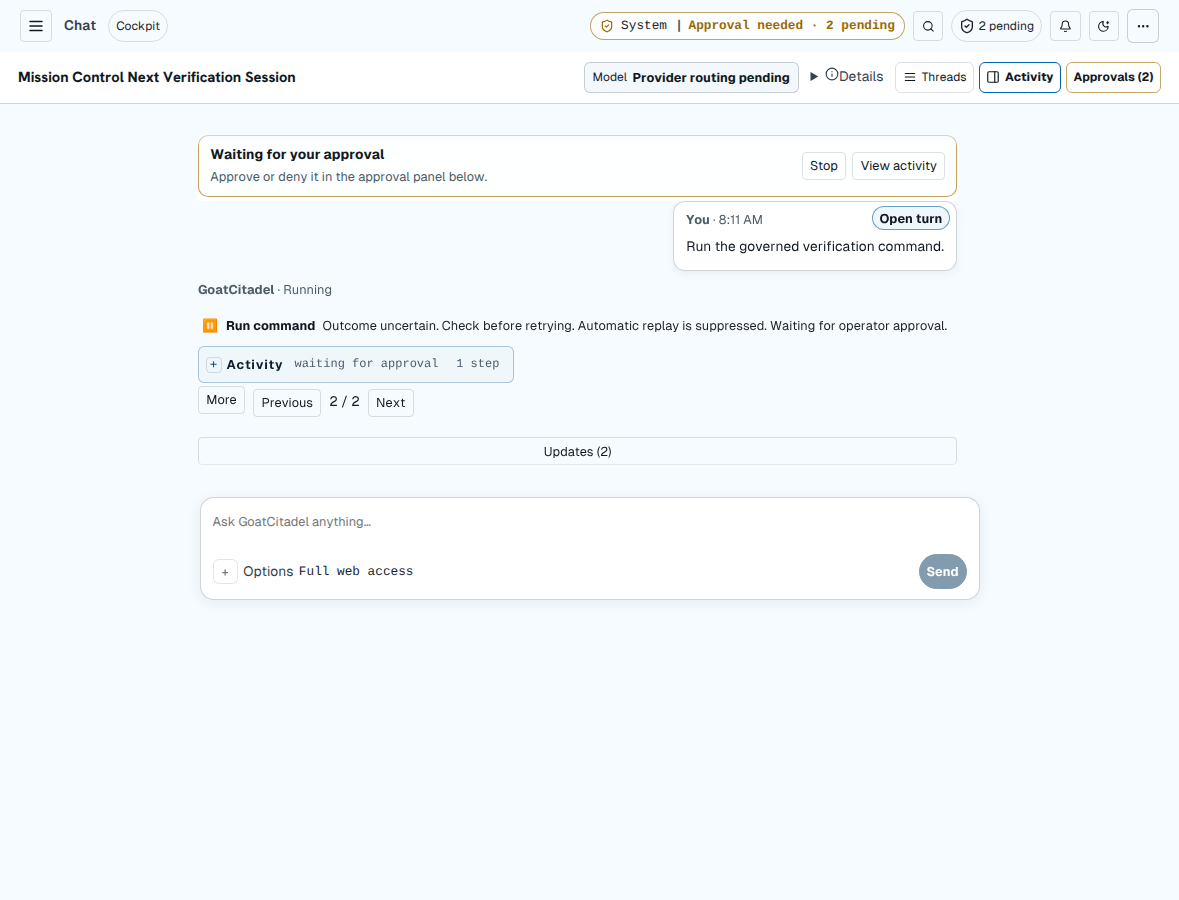 Chat Cockpit System | Approval needed · 2 pending 2 pending
Mission Control Next Verification Session Model Provider routing pending Details Threads Activity Approvals (2)
Waiting for your approval
Approve or deny it in the approval panel below.
Stop View activity
You · 8:11 AM Open turn
Run the governed verification command.
GoatCitadel · Running
Run command Outcome uncertain. Check before retrying. Automatic replay is suppressed. Waiting for operator approval.
+ Activity waiting for approval 1 step
More Previous 2 / 2 Next
Updates (2)
Ask GoatCitadel anything…
+ Options Full web access Send